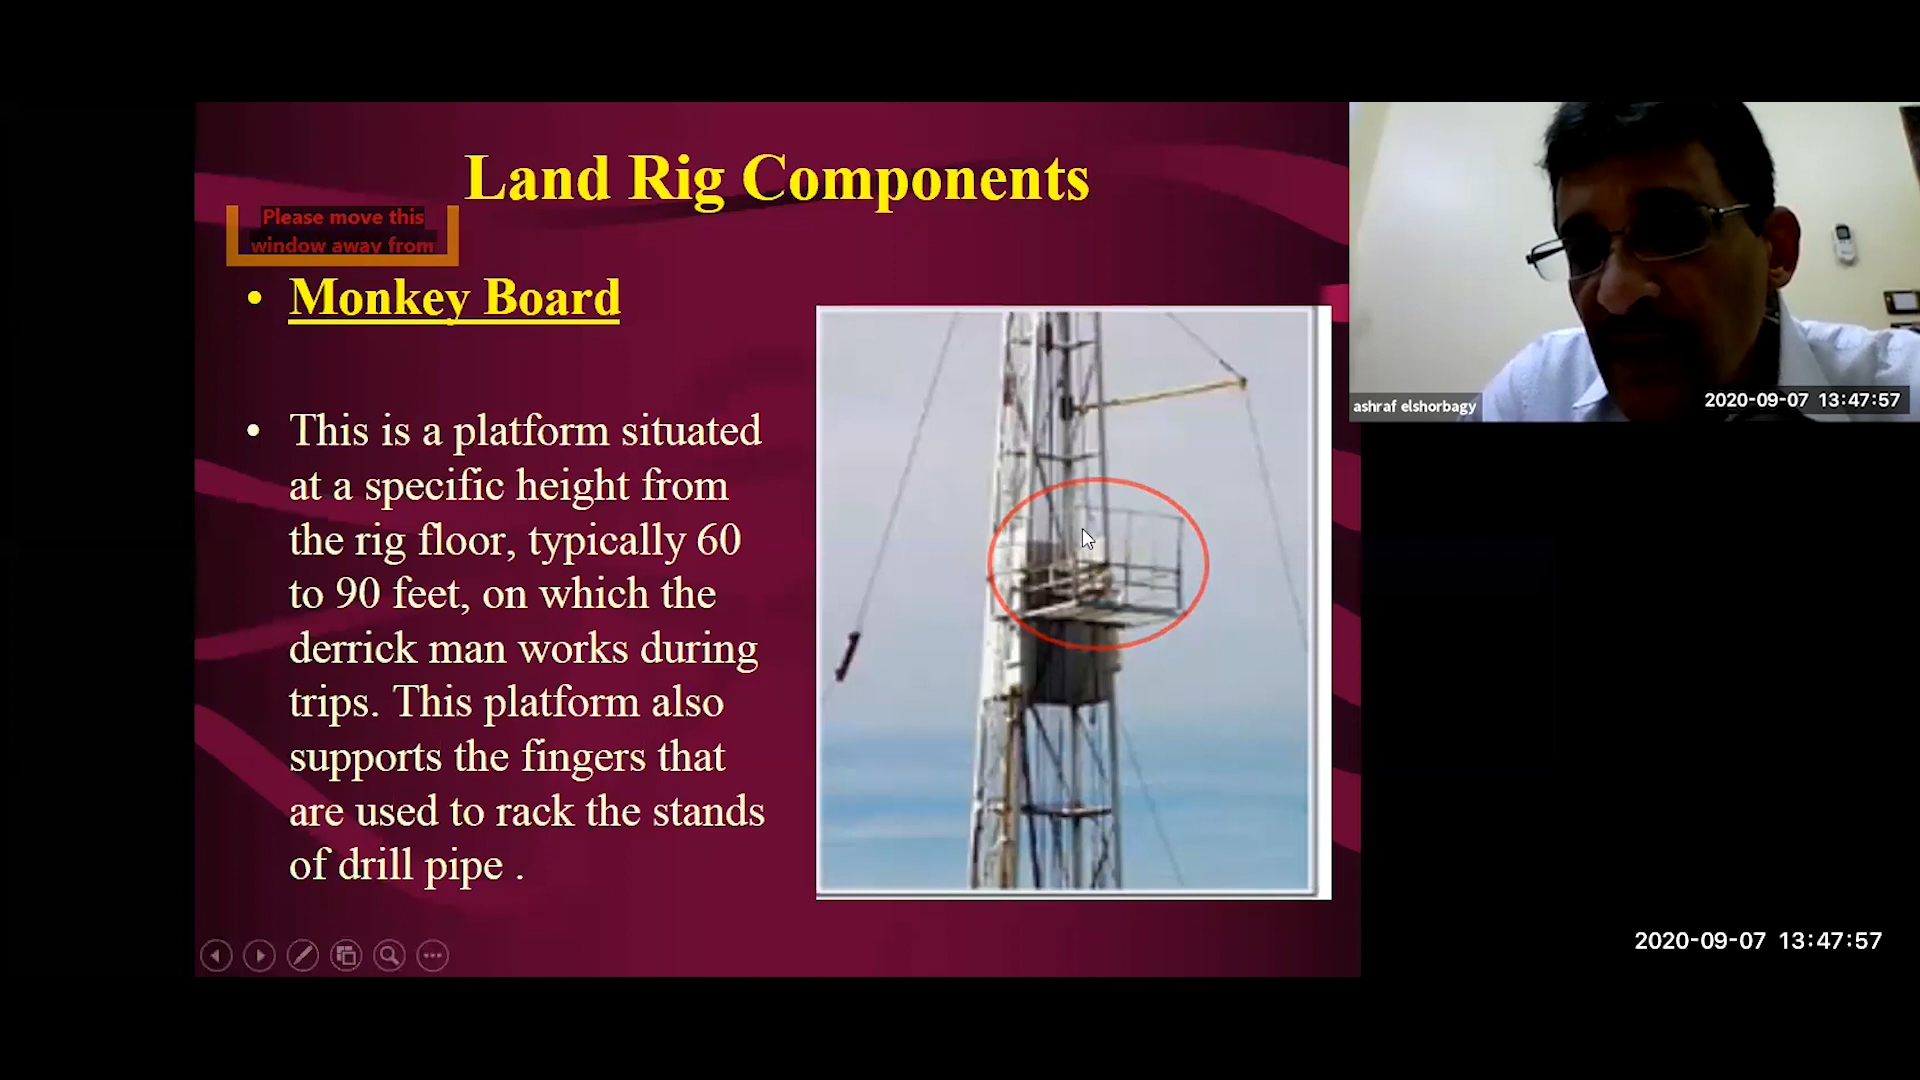 Land Rig Components
Please move this
window away from
• Monkey Board
• This is a platform situated
at a specific height from
the rig floor, typically 60
to 90 feet, on which the
derrick man works during
trips. This platform also
supports the fingers that
are used to rack the stands
of drill pipe .
ashraf elshorbagy
2020-09-07 13:47:57
2020-09-07 13:47:57